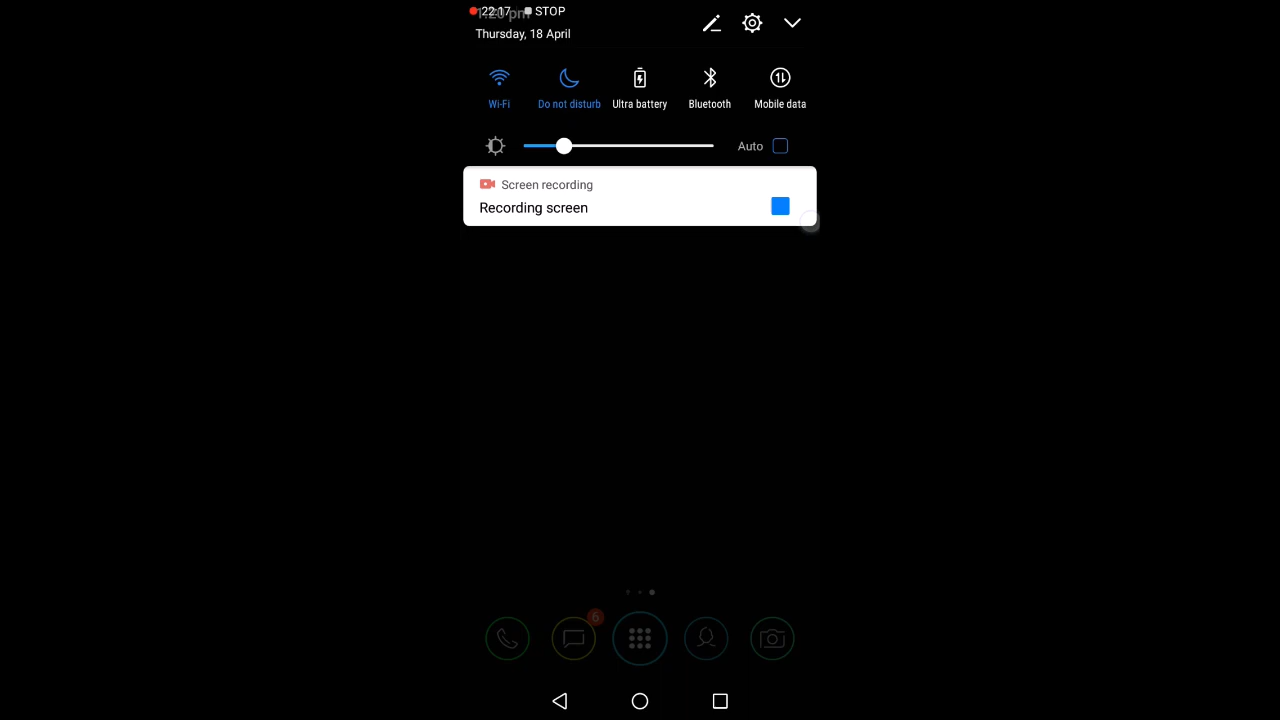 22:17 STOP
Thursday, 18 April
Wi-Fi Do not disturb Ultra battery Bluetooth Mobile data
Auto
Screen recording
Recording screen
6